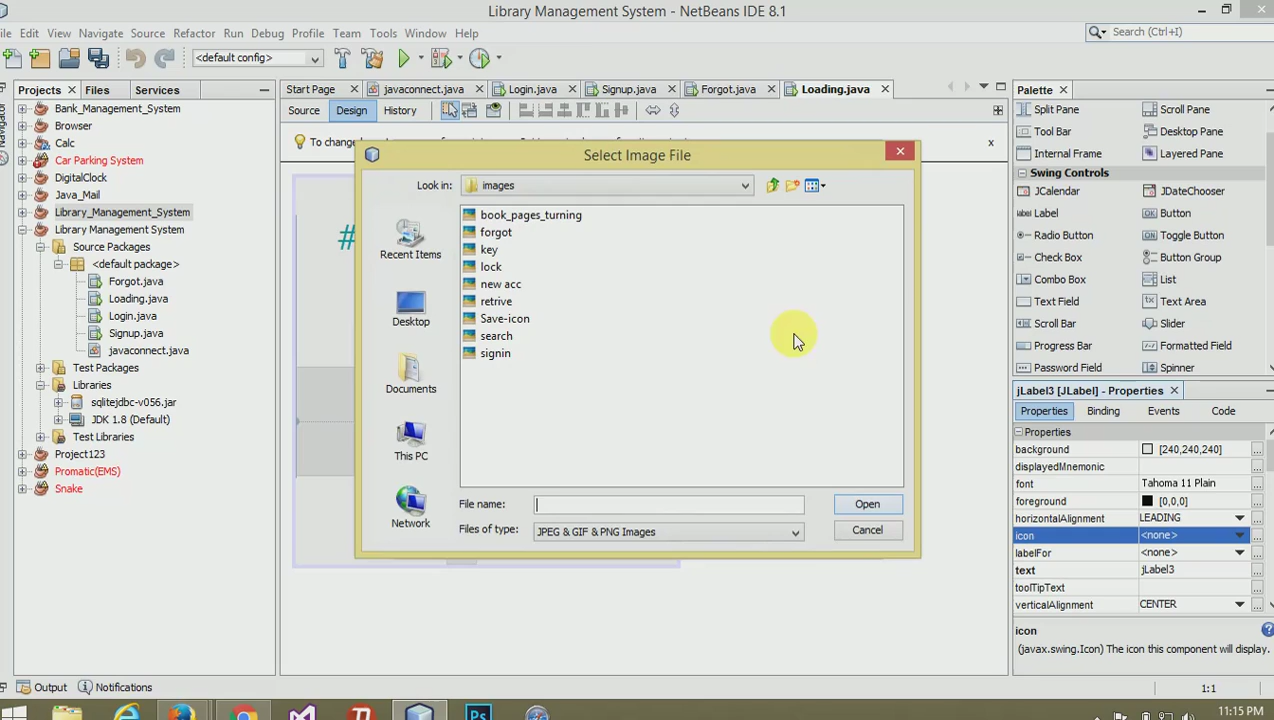 Library Management System - NetBeans IDE 8.1
File Edit View Navigate Source Refactor Run Debug Profile Team Tools Window Help
Search (Ctrl+I)
<default config>
Projects Files Services
Start Page javaconnect.java Login.java Signup.java Forgot.java Loading.java
Palette
Source Design History
Navigator
Bank_Management_System
Browser
Calc
Car Parking System
DigitalClock
Java_Mail
Library_Management_System
Library Management System
Source Packages
<default package>
Forgot.java
Loading.java
Login.java
Signup.java
javaconnect.java
Test Packages
Libraries
sqlitejdbc-v056.jar
JDK 1.8 (Default)
Test Libraries
Project123
Promatic(EMS)
Snake
To chang
#
Select Image File
Look in: images
Recent Items
Desktop
Documents
This PC
Network
book_pages_turning
forgot
key
lock
new acc
retrive
Save-icon
search
signin
File name:
Open
Files of type: JPEG & GIF & PNG Images
Cancel
Split Pane Scroll Pane
Tool Bar Desktop Pane
Internal Frame Layered Pane
Swing Controls
JCalendar JDateChooser
Label Button
Radio Button Toggle Button
Check Box Button Group
Combo Box List
Text Field Text Area
Scroll Bar Slider
Progress Bar Formatted Field
Password Field Spinner
jLabel3 [JLabel] - Properties
Properties Binding Events Code
Properties
background [240,240,240]
displayedMnemonic
font Tahoma 11 Plain
foreground [0,0,0]
horizontalAlignment LEADING
icon <none>
labelFor <none>
text jLabel3
toolTipText
verticalAlignment CENTER
icon
(javax.swing.Icon) The icon this component will display.
Output Notifications
1:1
11:15 PM